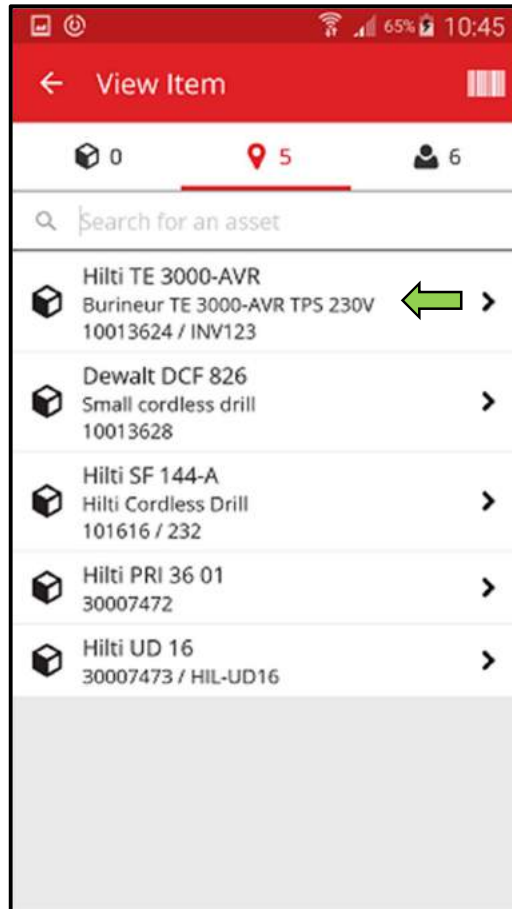 65% 10:45
View Item
0 5 6
Search for an asset
Hilti TE 3000-AVR
Burineur TE 3000-AVR TPS 230V
10013624 / INV123
Dewalt DCF 826
Small cordless drill
10013628
Hilti SF 144-A
Hilti Cordless Drill
101616 / 232
Hilti PRI 36 01
30007472
Hilti UD 16
30007473 / HIL-UD16